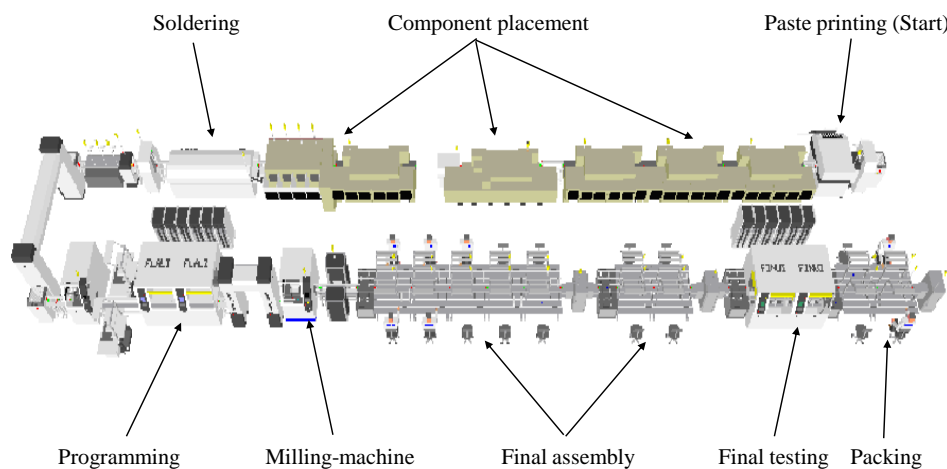 Soldering
Component placement
Paste printing (Start)
Programming
Milling-machine
Final assembly
Final testing
Packing